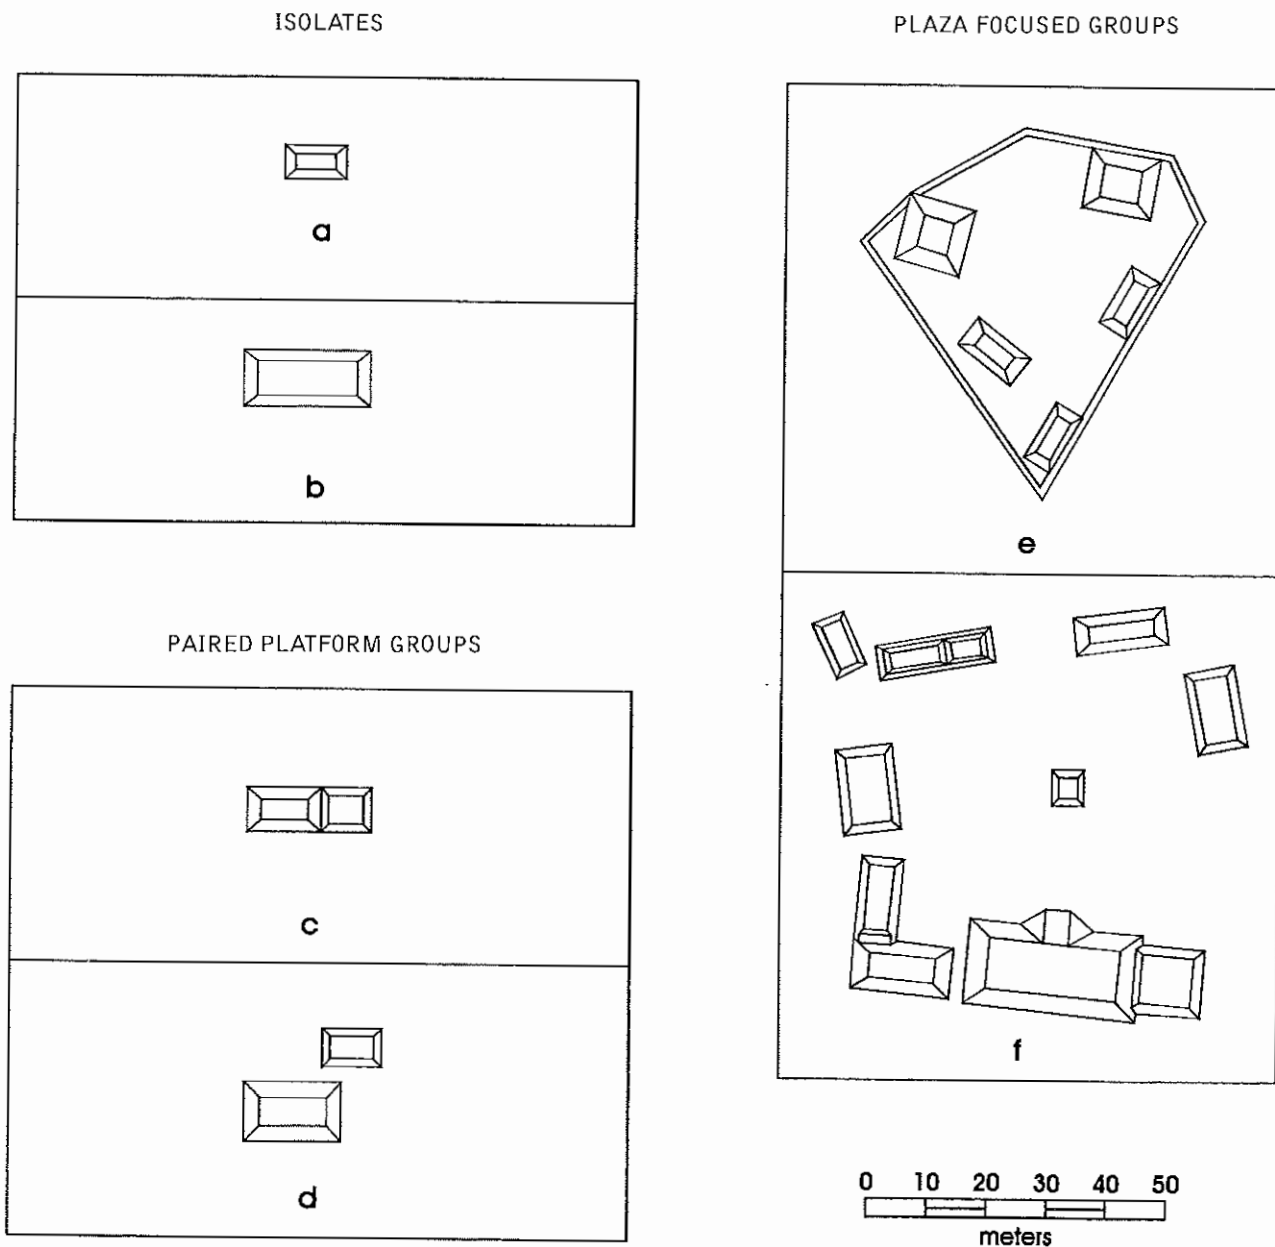 ISOLATES
a
b
PAIRED PLATFORM GROUPS
c
d
PLAZA FOCUSED GROUPS
e
f
0 10 20 30 40 50
meters